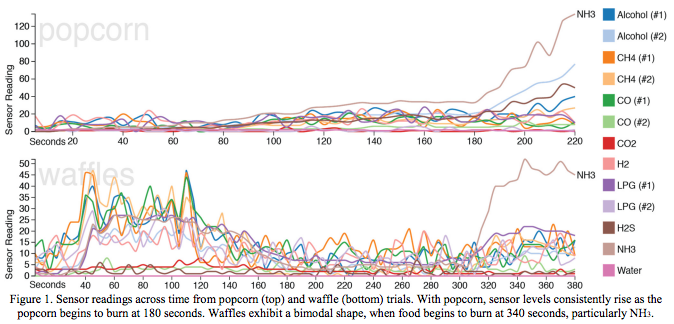 popcorn
Sensor Reading
120
100
80
60
40
20
0
NH3
Seconds 20 40 60 80 100 120 140 160 180 200 220
waffles
Sensor Reading
50
45
40
35
30
25
20
15
10
5
0
NH3
Seconds 20 40 60 80 100 120 140 160 180 200 220 240 260 280 300 320 340 360 380
Alcohol (#1)
Alcohol (#2)
CH4 (#1)
CH4 (#2)
CO (#1)
CO (#2)
CO2
H2
LPG (#1)
LPG (#2)
H2S
NH3
Water
Figure 1. Sensor readings across time from popcorn (top) and waffle (bottom) trials. With popcorn, sensor levels consistently rise as the
popcorn begins to burn at 180 seconds. Waffles exhibit a bimodal shape, when food begins to burn at 340 seconds, particularly NH₃.